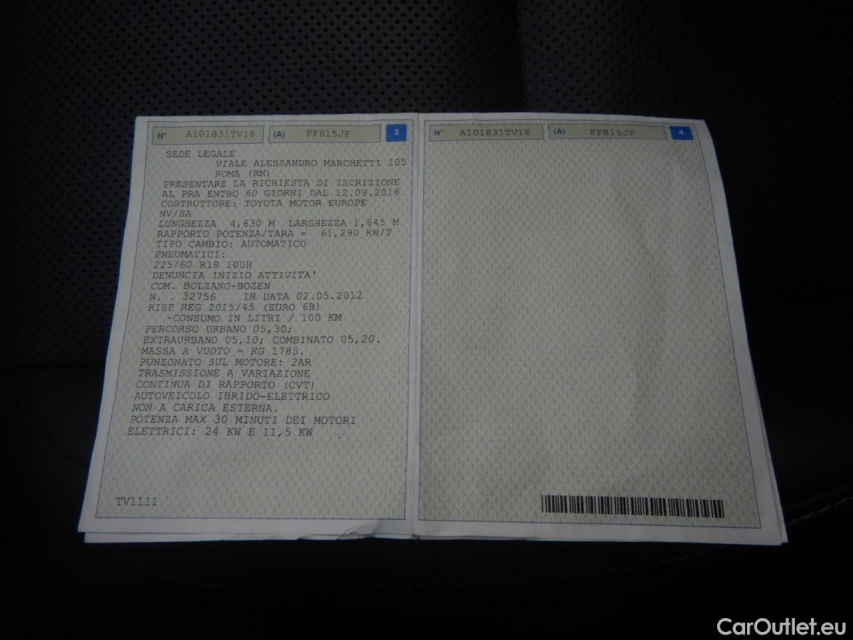 N° A101831TV16 (A) FF815JF 3
SEDE LEGALE
VIALE ALESSANDRO MARCHETTI 105
ROMA (RM)
PRESENTARE LA RICHIESTA DI ISCRIZIONE
AL PRA ENTRO 60 GIORNI DAL 12.09.2016
COSTRUTTORE: TOYOTA MOTOR EUROPE
NV/SA
LUNGHEZZA 4,630 M LARGHEZZA 1,845 M
RAPPORTO POTENZA/TARA = 61,290 KW/T
TIPO CAMBIO: AUTOMATICO
PNEUMATICI:
225/60 R18 100H
DENUNCIA INIZIO ATTIVITA'
COM. BOLZANO-BOZEN
N. . 32756 IN DATA 02.05.2012
RISP REG 2015/45 (EURO 6B)
-CONSUMO IN LITRI / 100 KM
PERCORSO URBANO 05,30;
EXTRAURBANO 05,10; COMBINATO 05,20.
MASSA A VUOTO = KG 1785.
PUNZONATO SUL MOTORE: 2AR
TRASMISSIONE A VARIAZIONE
CONTINUA DI RAPPORTO (CVT)
AUTOVEICOLO IBRIDO-ELETTRICO
NON A CARICA ESTERNA.
POTENZA MAX 30 MINUTI DEI MOTORI
ELETTRICI: 24 KW E 11,5 KW
TV1111
N° A101831TV16 (A) FF815JF 4
CarOutlet.eu